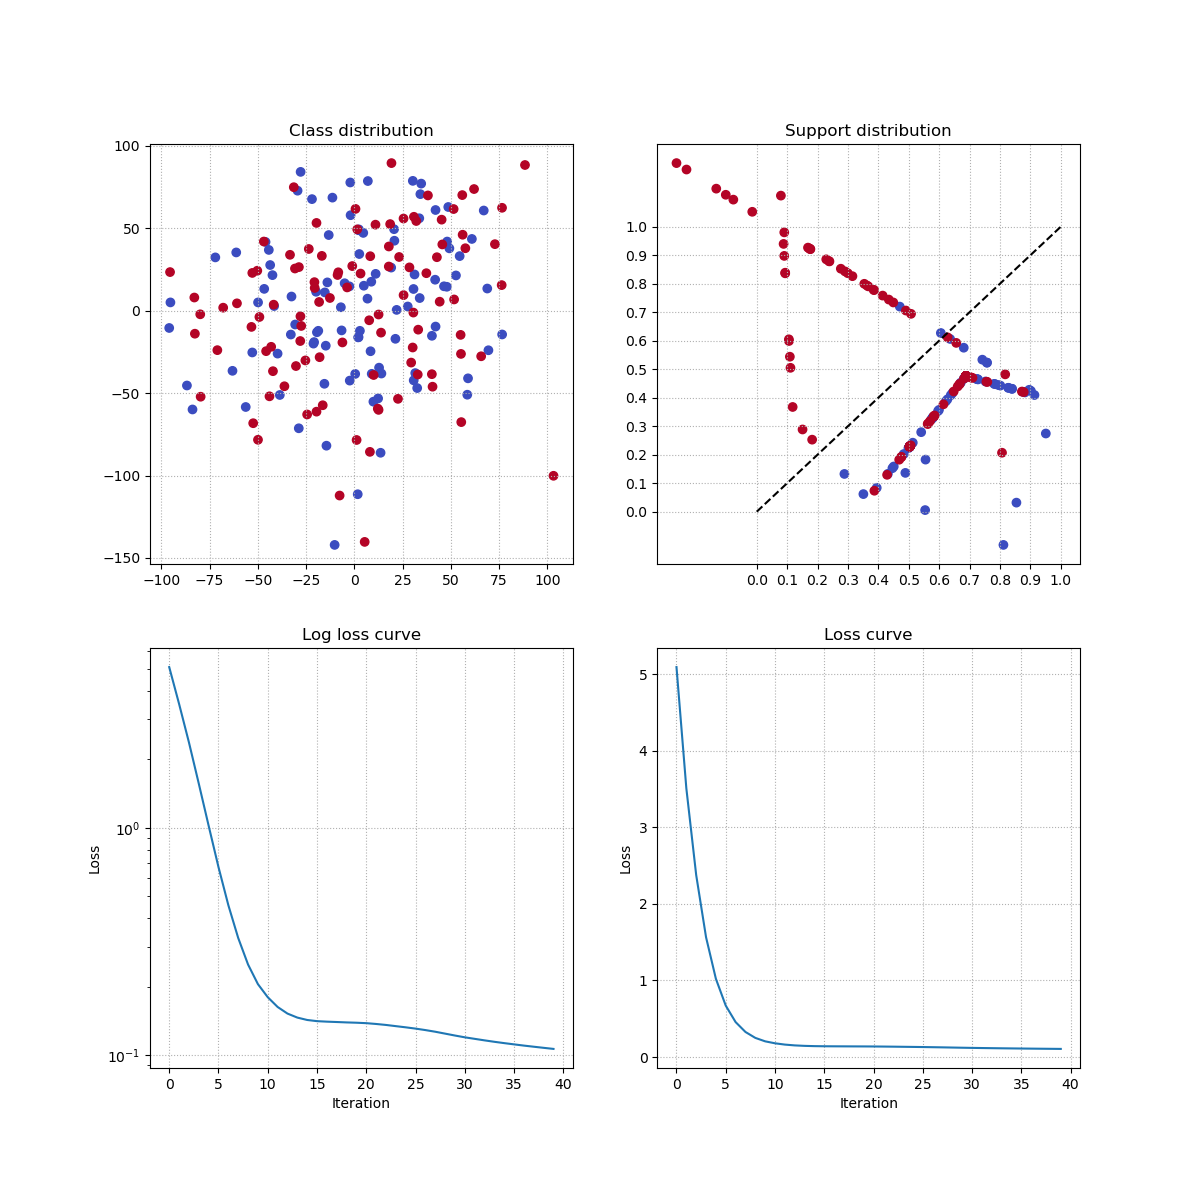 Class distribution
100
50
0
−50
−100
−150
−100 −75 −50 −25 0 25 50 75 100
Support distribution
1.0
0.9
0.8
0.7
0.6
0.5
0.4
0.3
0.2
0.1
0.0
0.0 0.1 0.2 0.3 0.4 0.5 0.6 0.7 0.8 0.9 1.0
Log loss curve
Loss
10⁰
10⁻¹
0 5 10 15 20 25 30 35 40
Iteration
Loss curve
Loss
5
4
3
2
1
0
0 5 10 15 20 25 30 35 40
Iteration